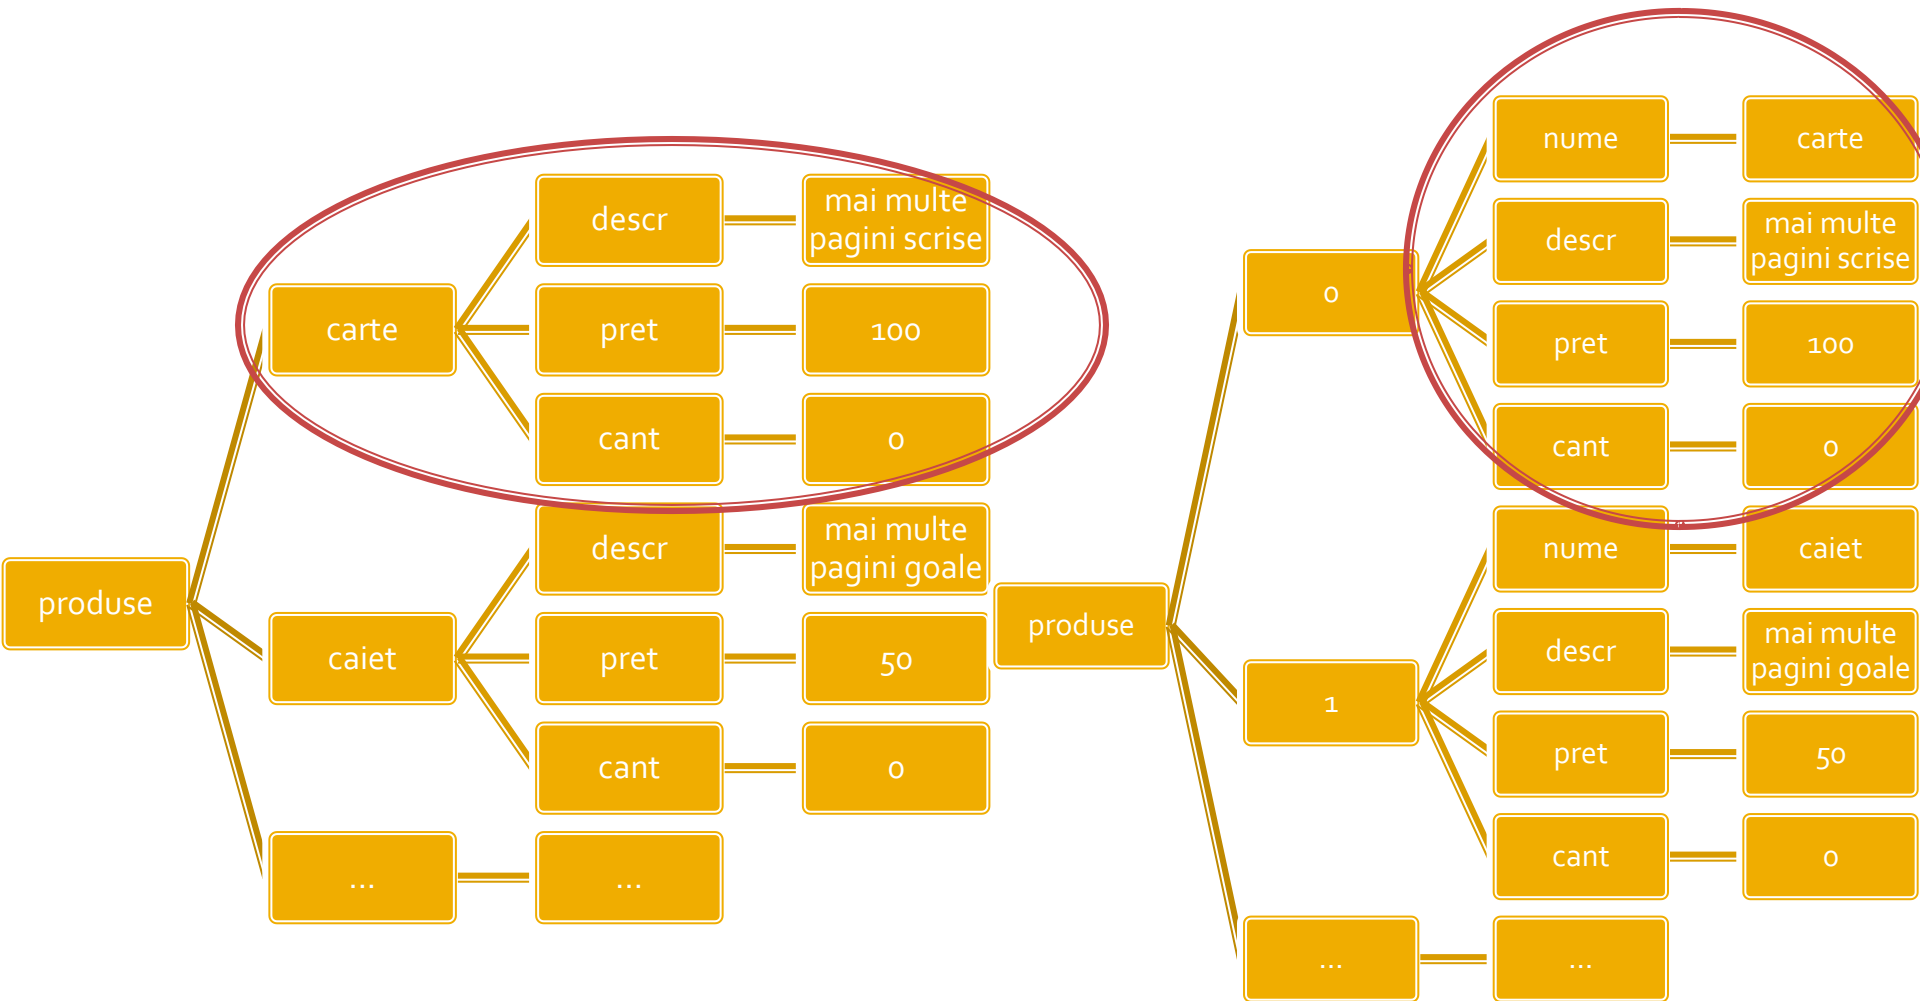 produse
carte
descr
mai multe
pagini scrise
pret
100
cant
0
caiet
descr
mai multe
pagini goale
pret
50
cant
0
...
...
produse
0
nume
carte
descr
mai multe
pagini scrise
pret
100
cant
0
1
nume
caiet
descr
mai multe
pagini goale
pret
50
cant
0
...
...